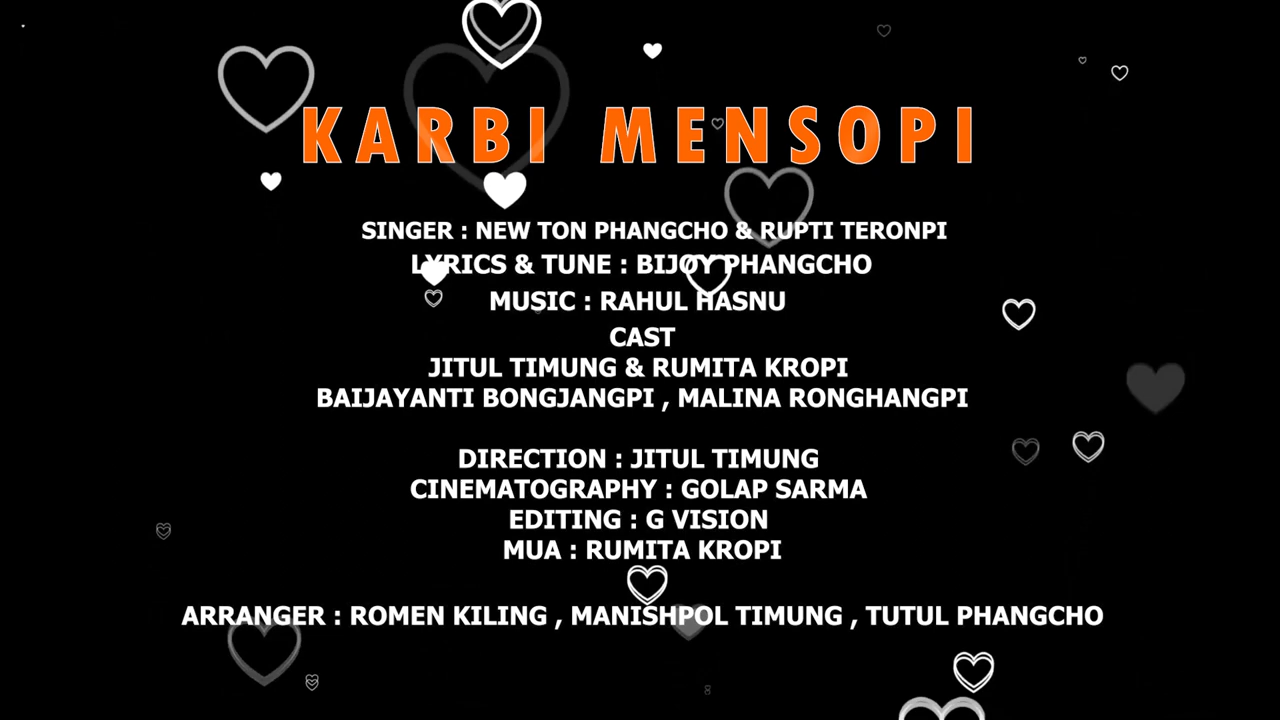 KARBI MENSOPI
SINGER : NEW TON PHANGCHO & RUPTI TERONPI
LYRICS & TUNE : BIJOY PHANGCHO
MUSIC : RAHUL HASNU
CAST
JITUL TIMUNG & RUMITA KROPI
BAIJAYANTI BONGJANGPI , MALINA RONGHANGPI
DIRECTION : JITUL TIMUNG
CINEMATOGRAPHY : GOLAP SARMA
EDITING : G VISION
MUA : RUMITA KROPI
ARRANGER : ROMEN KILING , MANISHPOL TIMUNG , TUTUL PHANGCHO